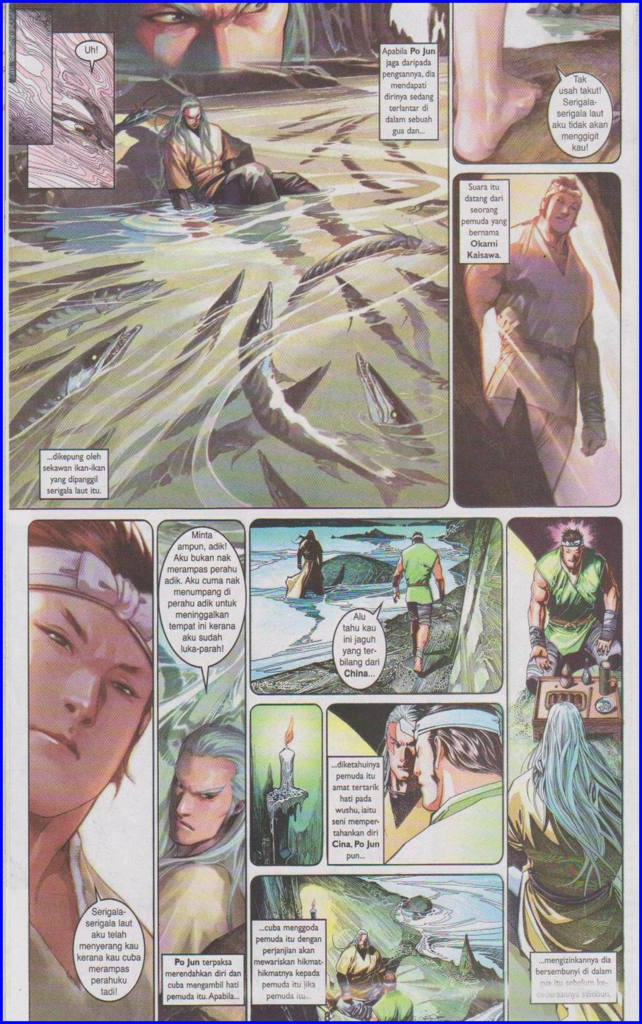 Uh!
Apabila Po Jun
jaga daripada
pengsannya, dia
mendapati
dirinya sedang
terlantar di
dalam sebuah
gua dan...
...dikepung oleh
sekawan ikan-ikan
yang dipanggil
serigala laut itu.
Tak
usah takut!
Serigala-
serigala laut
aku tidak akan
menggigit
kau!
Suara itu
datang dari
seorang
pemuda yang
bernama
Okami
Kaisawa.
Serigala-
serigala laut
aku telah
menyerang kau
kerana kau cuba
merampas
perahuku
tadi!
Minta
ampun, adik!
Aku bukan nak
merampas perahu
adik. Aku cuma nak
menumpang di
perahu adik untuk
meninggalkan
tempat ini kerana
aku sudah
luka-parah!
Po Jun terpaksa
merendahkan diri dan
cuba mengambil hati
pemuda itu. Apabila...
Alu
tahu kau
ini jaguh
yang ter-
bilang dari
China...
...diketahuinya
pemuda itu
amat tertarik
hati pada
wushu, iaitu
seni memper-
tahankan diri
Cina, Po Jun
pun...
...cuba menggoda
pemuda itu dengan
perjanjian akan
mewariskan hikmat-
hikmatnya kepada
pemuda itu jika
pemuda itu...
...mengizinkannya dia
bersembunyi di dalam
itu sebelum ke-